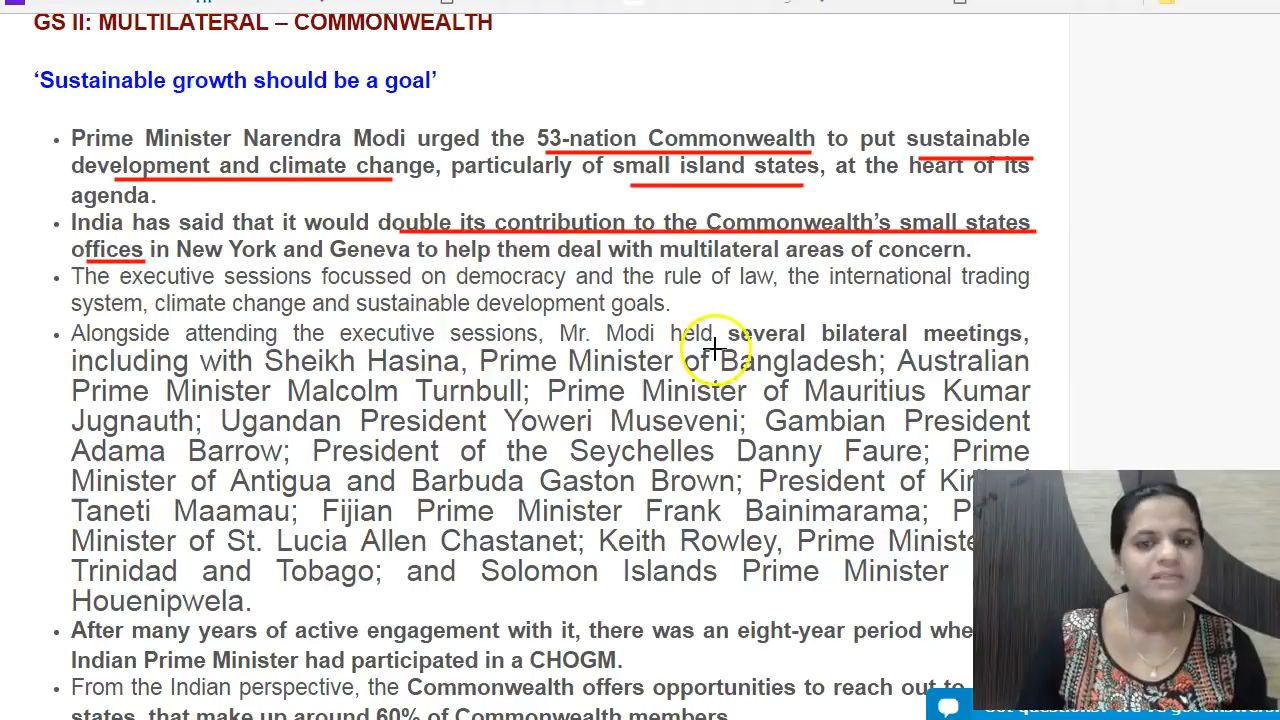 GS II: MULTILATERAL – COMMONWEALTH
‘Sustainable growth should be a goal’
• Prime Minister Narendra Modi urged the 53-nation Commonwealth to put sustainable
development and climate change, particularly of small island states, at the heart of its
agenda.
• India has said that it would double its contribution to the Commonwealth’s small states
offices in New York and Geneva to help them deal with multilateral areas of concern.
• The executive sessions focussed on democracy and the rule of law, the international trading
system, climate change and sustainable development goals.
• Alongside attending the executive sessions, Mr. Modi held several bilateral meetings,
including with Sheikh Hasina, Prime Minister of Bangladesh; Australian
Prime Minister Malcolm Turnbull; Prime Minister of Mauritius Kumar
Jugnauth; Ugandan President Yoweri Museveni; Gambian President
Adama Barrow; President of the Seychelles Danny Faure; Prime
Minister of Antigua and Barbuda Gaston Brown; President of
Taneti Maamau; Fijian Prime Minister Frank Bainimarama;
Minister of St. Lucia Allen Chastanet; Keith Rowley, Prime
Trinidad and Tobago; and Solomon Islands Prime Minister
Houenipwela.
• After many years of active engagement with it, there was an eight-year period
Indian Prime Minister had participated in a CHOGM.
• From the Indian perspective, the Commonwealth offers opportunities to reach out
states, that make up around 60% of Commonwealth members.